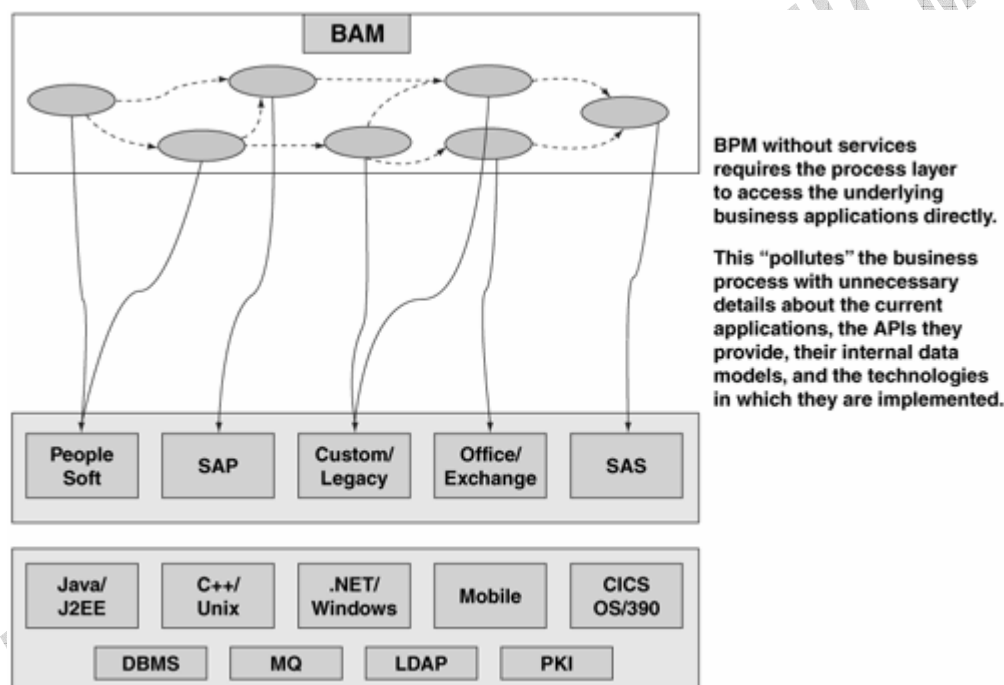 BAM
BPM without services
requires the process layer
to access the underlying
business applications directly.
This “pollutes” the business
process with unnecessary
details about the current
applications, the APIs they
provide, their internal data
models, and the technologies
in which they are implemented.
People
Soft
SAP
Custom/
Legacy
Office/
Exchange
SAS
Java/
J2EE
C++/
Unix
.NET/
Windows
Mobile
CICS
OS/390
DBMS
MQ
LDAP
PKI